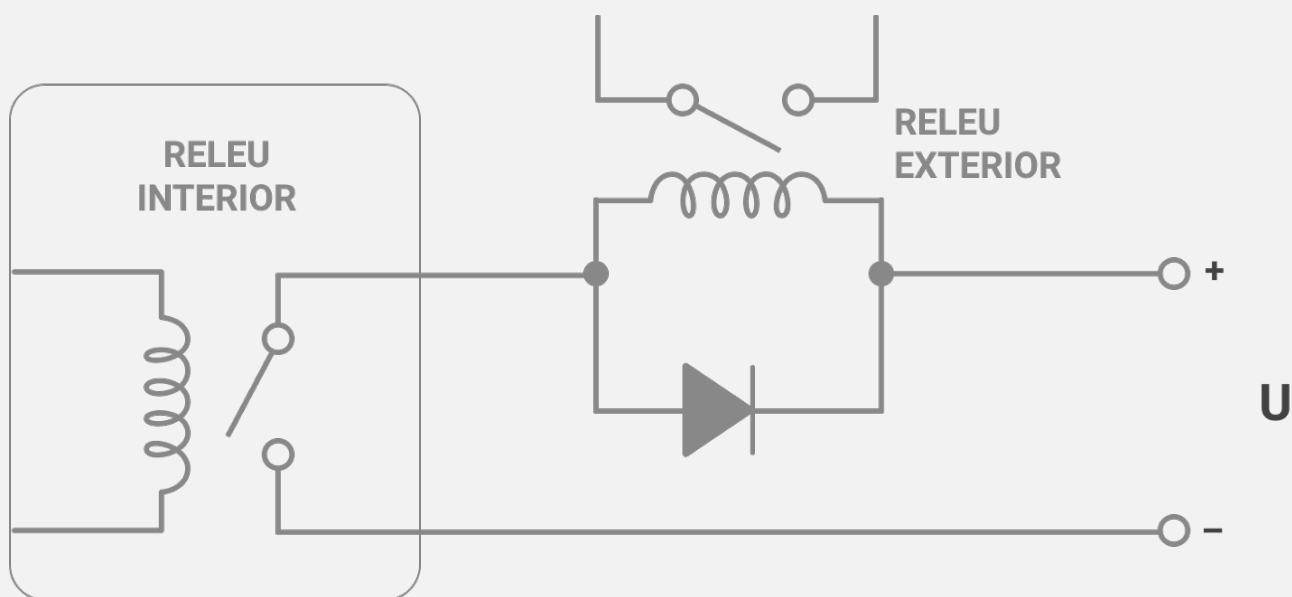 RELEU
EXTERIOR
RELEU
INTERIOR
+
U
–